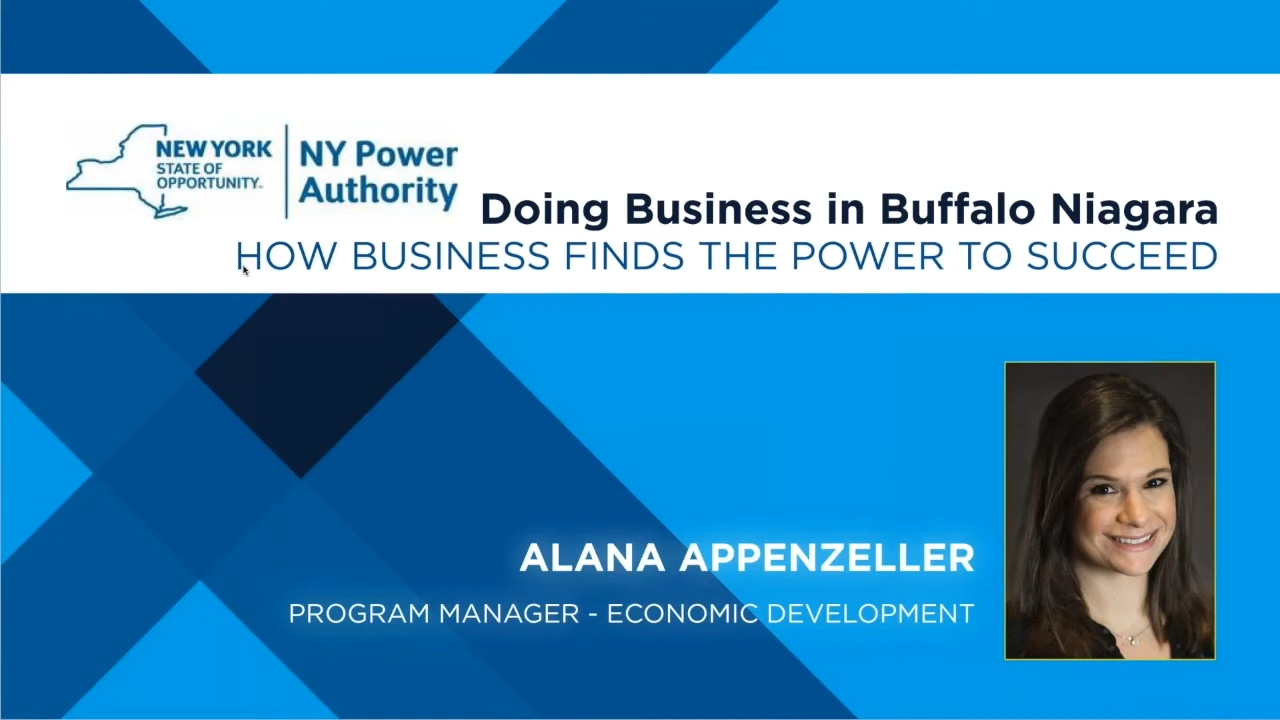 NEW YORK
STATE OF
OPPORTUNITY.
NY Power
Authority
Doing Business in Buffalo Niagara
HOW BUSINESS FINDS THE POWER TO SUCCEED
ALANA APPENZELLER
PROGRAM MANAGER - ECONOMIC DEVELOPMENT